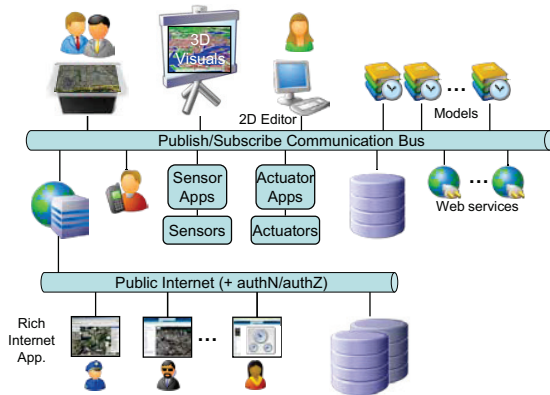 3D
Visuals
2D Editor
...
Models
Publish/Subscribe Communication Bus
Sensor
Apps
Actuator
Apps
...
Web services
Sensors
Actuators
Public Internet (+ authN/authZ)
Rich
Internet
App.
...